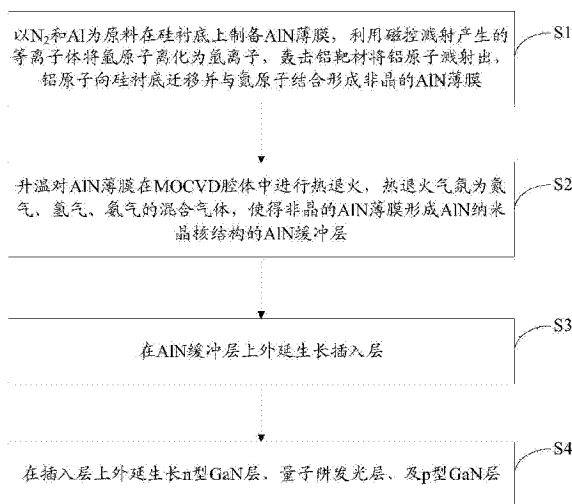 以N₂和Al为原料在硅衬底上制备AlN薄膜，利用磁控溅射产生的
等离子体将氩原子离化为氩离子，轰击铝靶材将铝原子溅射出，
铝原子向硅衬底迁移并与氮原子结合形成非晶的AlN薄膜
S1
升温对AlN薄膜在MOCVD腔体中进行热退火，热退火气氛为氮
气、氢气、氨气的混合气体，使得非晶的AlN薄膜形成AlN纳米
晶核结构的AlN缓冲层
S2
在AlN缓冲层上外延生长插入层
S3
在插入层上外延生长n型GaN层、量子阱发光层、及p型GaN层
S4